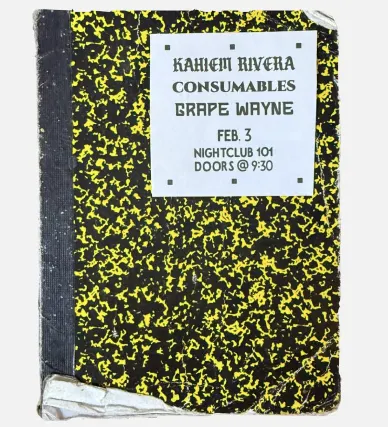 KAHIEM RIVERA
CONSUMABLES
GRAPE WAYNE
FEB. 3
NIGHTCLUB 101
DOORS @ 9:30